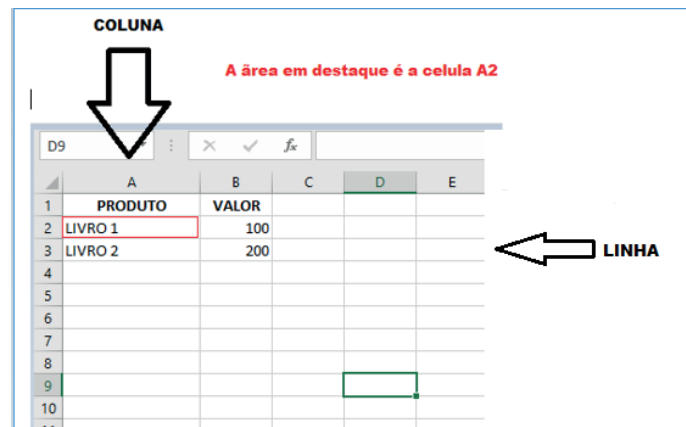 COLUNA
A ãrea em destaque é a celula A2
D9 fx
A B C D E
1 PRODUTO VALOR
2 LIVRO 1 100
3 LIVRO 2 200
LINHA
4
5
6
7
8
9
10